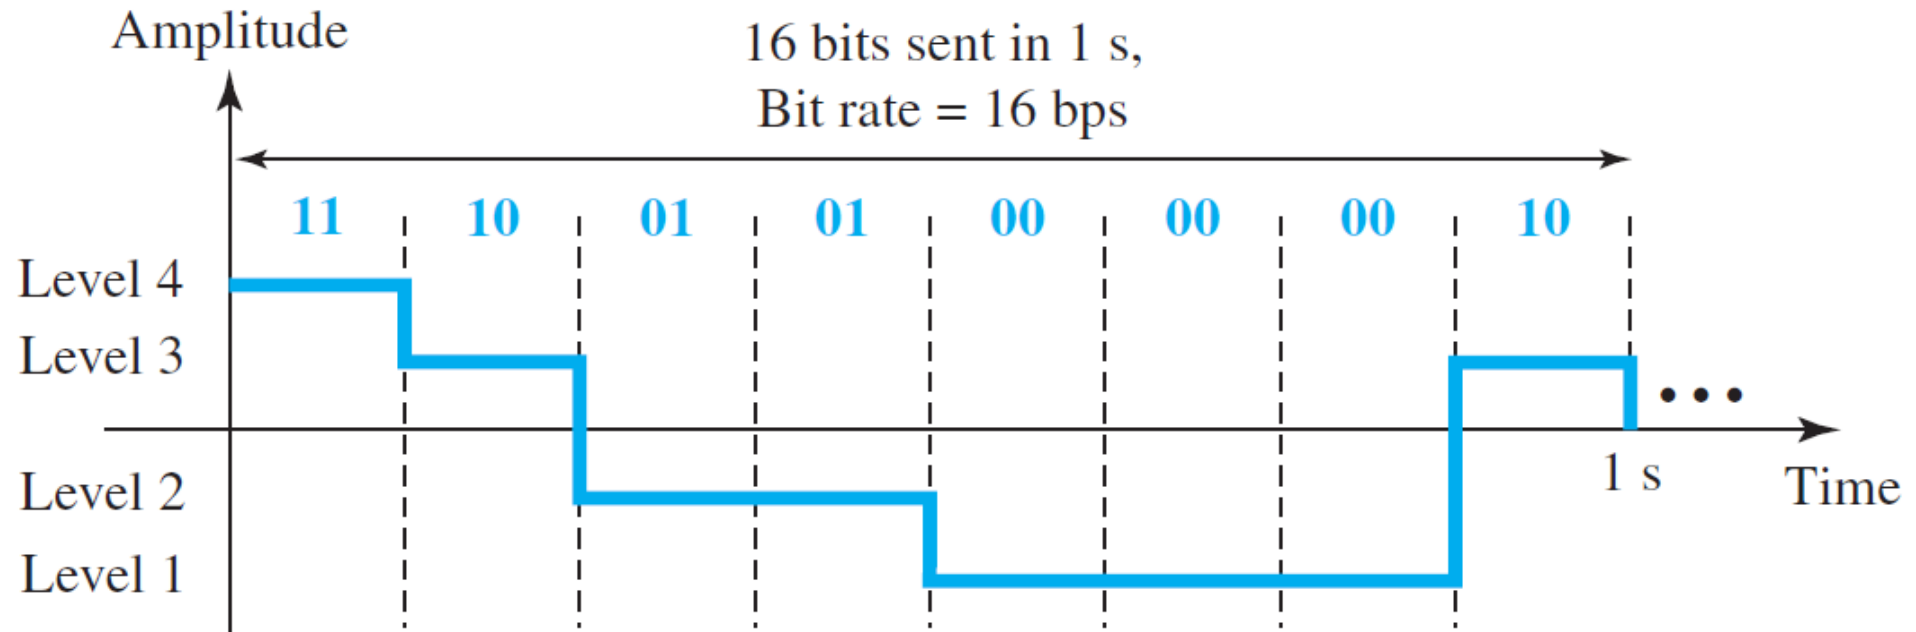 Amplitude
16 bits sent in 1 s,
Bit rate = 16 bps
11 10 01 01 00 00 00 10
Level 4
Level 3
Level 2
Level 1
1 s
Time